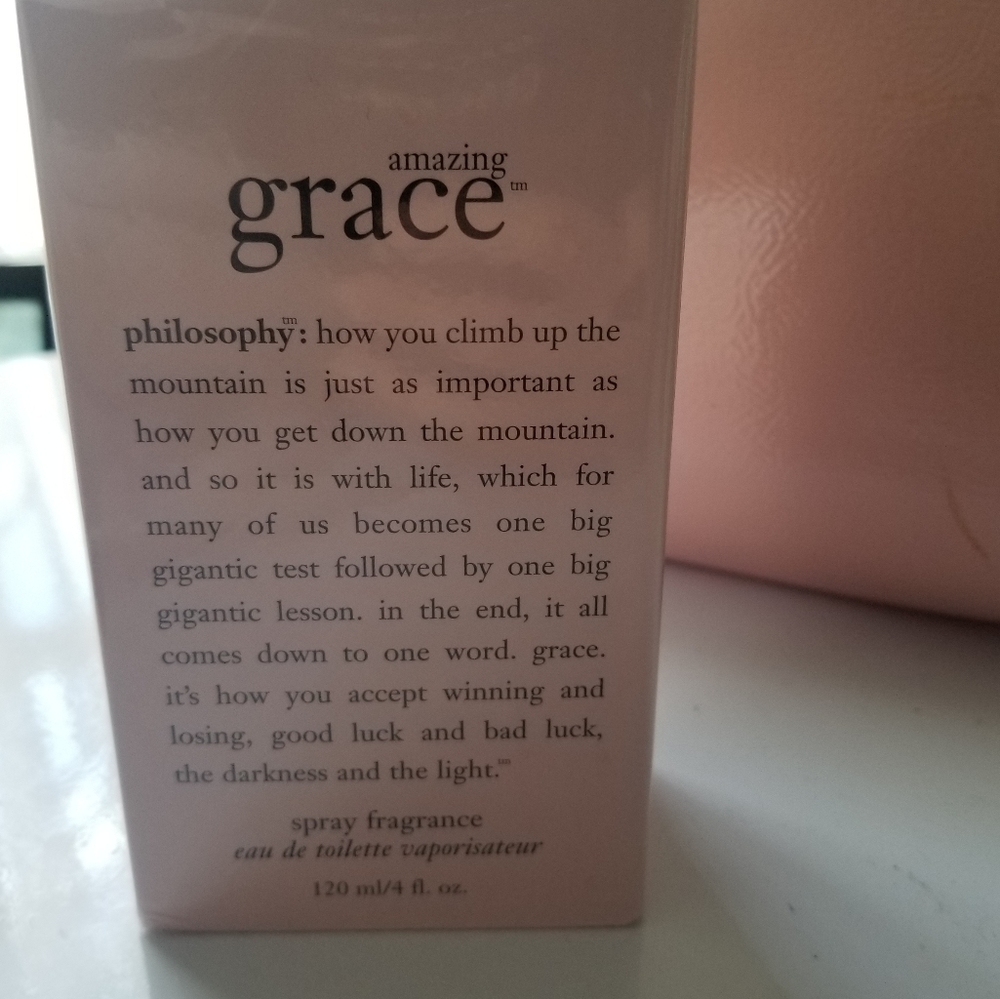 amazing
grace™
philosophy™: how you climb up the
mountain is just as important as
how you get down the mountain.
and so it is with life, which for
many of us becomes one big
gigantic test followed by one big
gigantic lesson. in the end, it all
comes down to one word. grace.
it's how you accept winning and
losing, good luck and bad luck,
the darkness and the light.™
spray fragrance
eau de toilette vaporisateur
120 ml/4 fl. oz.